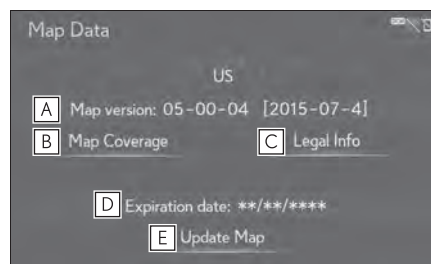 Map Data
US
A Map version: 05-00-04 [2015-07-4]
B Map Coverage C Legal Info
D Expiration date: **/**/****
E Update Map